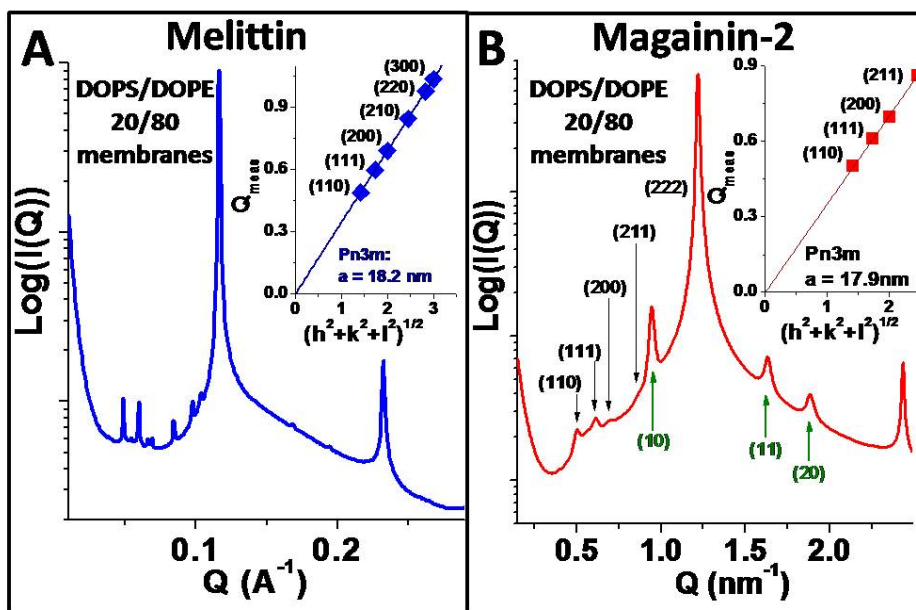 A
Melittin
DOPS/DOPE
20/80
membranes
Log(I(Q))
0.1
0.2
Q (A⁻¹)
Q_meas
0.0
0.3
0.6
0.9
(110)
(111)
(200)
(210)
(220)
(300)
Pn3m:
a = 18.2 nm
0
1
2
3
(h²+k²+l²)^1/2
B
Magainin-2
DOPS/DOPE
20/80
membranes
Log(I(Q))
(110)
(111)
(200)
(211)
(222)
(10)
(11)
(20)
0.5
1.0
1.5
2.0
Q (nm⁻¹)
Q_meas
0.0
0.3
0.6
0.9
(110)
(111)
(200)
(211)
Pn3m
a = 17.9nm
0
1
2
(h²+k²+l²)^1/2